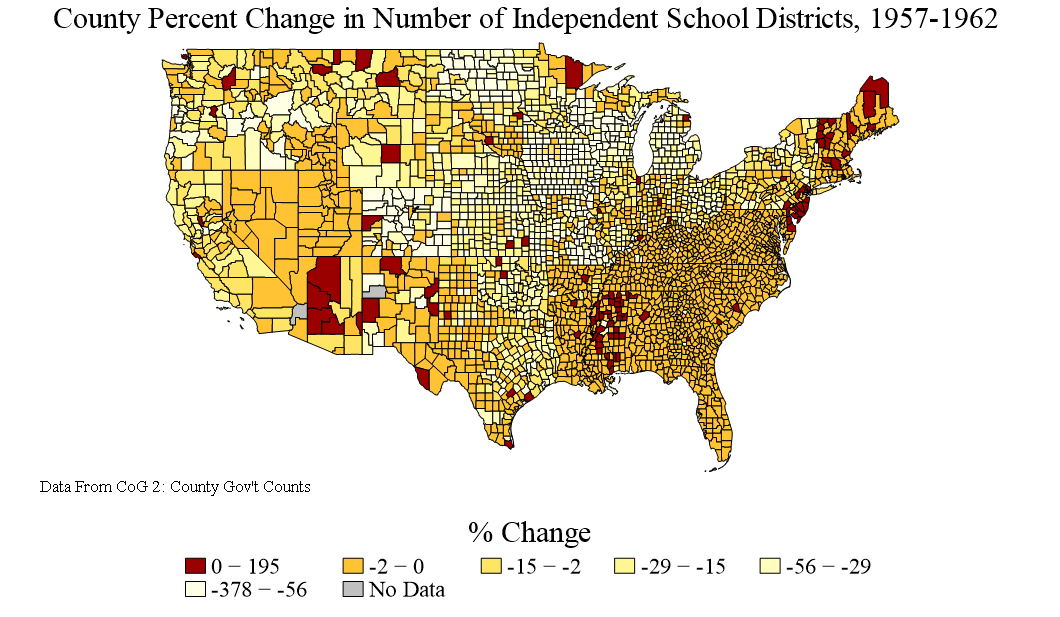 County Percent Change in Number of Independent School Districts, 1957-1962
Data From CoG 2: County Gov't Counts
% Change
0 − 195 -2 − 0 -15 − -2 -29 − -15 -56 − -29
-378 − -56 No Data